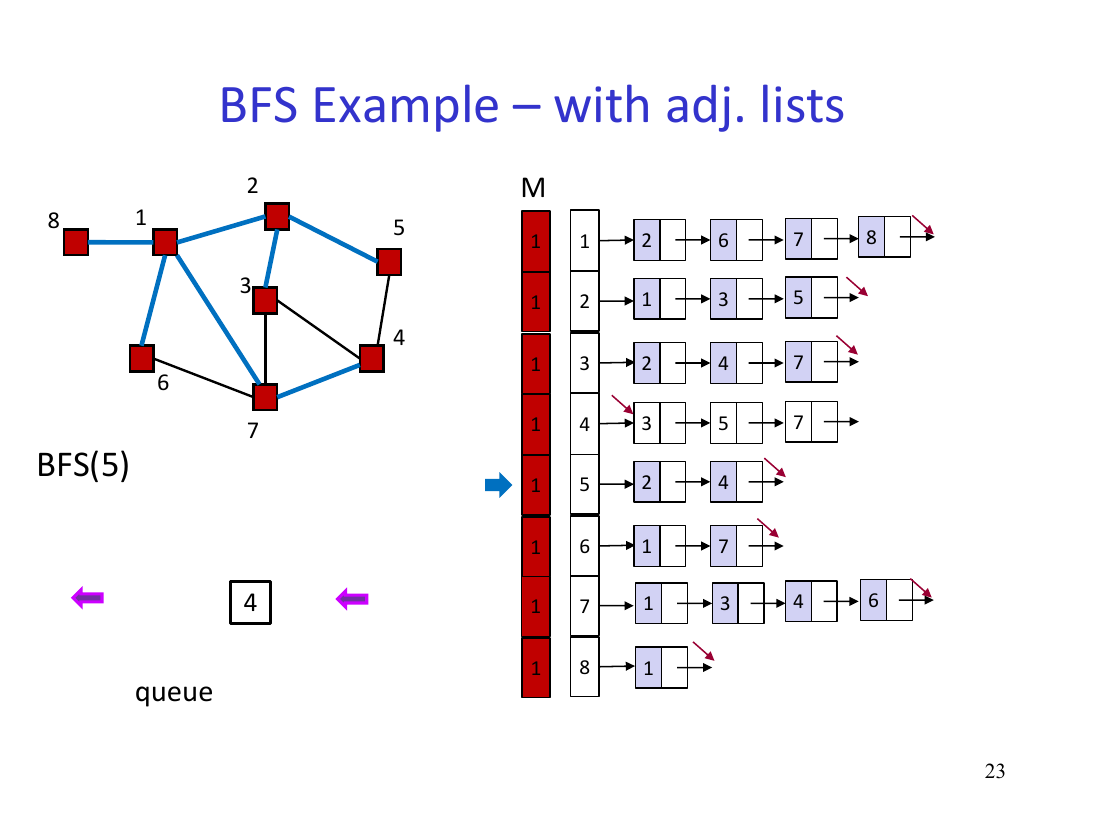 BFS Example – with adj. lists
M
2
8
1
5
3
4
6
7
BFS(5)
4
queue
1 1 2 6 7 8
1 2 1 3 5
1 3 2 4 7
1 4 3 5 7
1 5 2 4
1 6 1 7
1 7 1 3 4 6
1 8 1
23